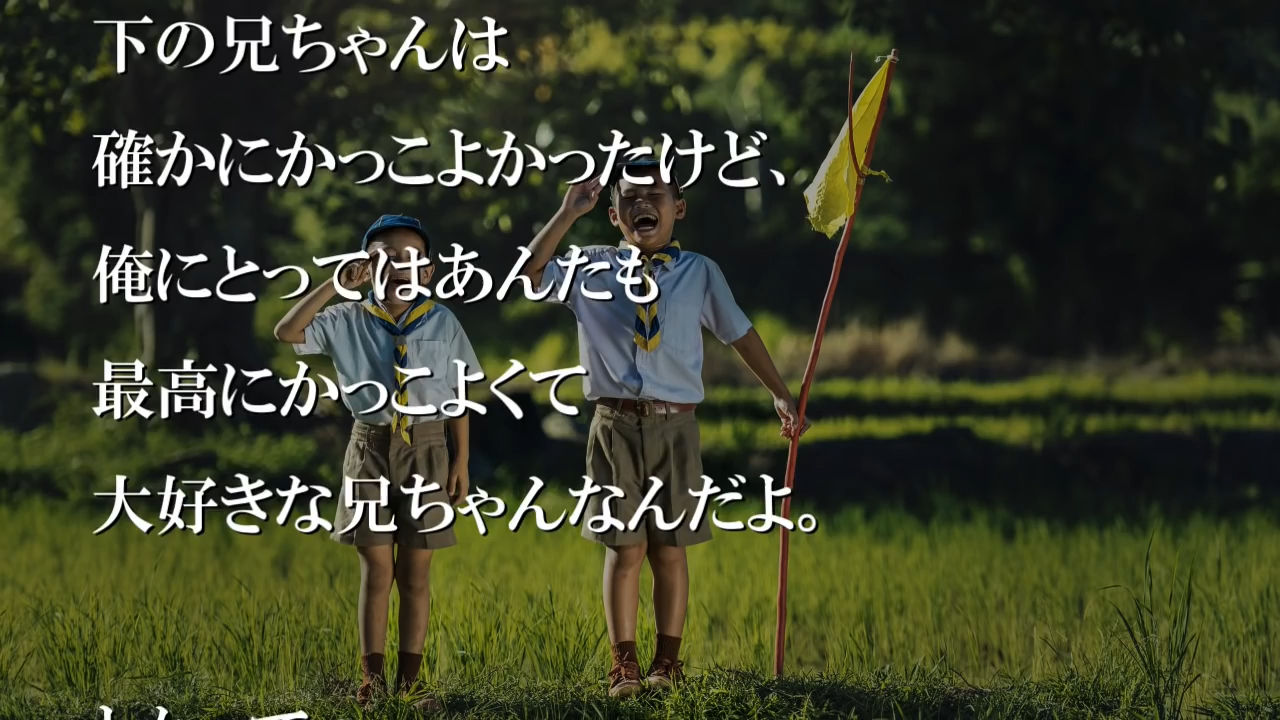 下の兄ちゃんは
確かにかっこよかったけど、
俺にとってはあんたも
最高にかっこよくて
大好きな兄ちゃんなんだよ。